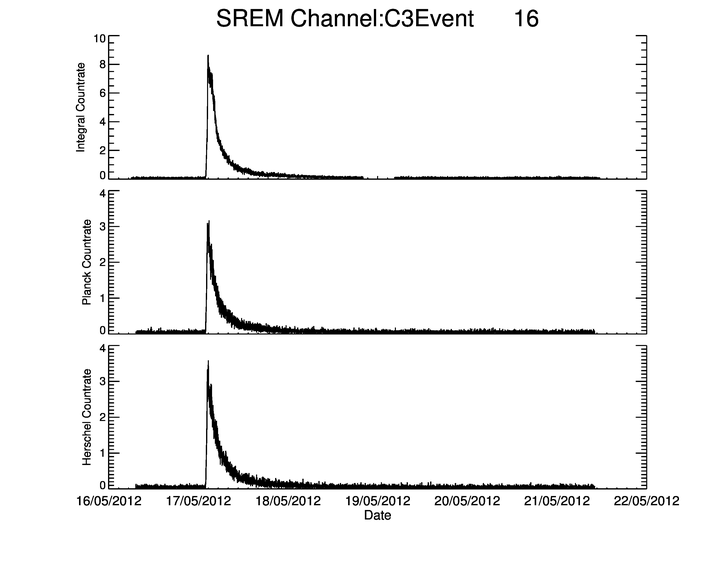 SREM Channel:C3Event 16
10
8
6
4
2
0
Integral Countrate
4
3
2
1
0
Planck Countrate
4
3
2
1
0
Herschel Countrate
16/05/2012 17/05/2012 18/05/2012 19/05/2012 20/05/2012 21/05/2012 22/05/2012
Date